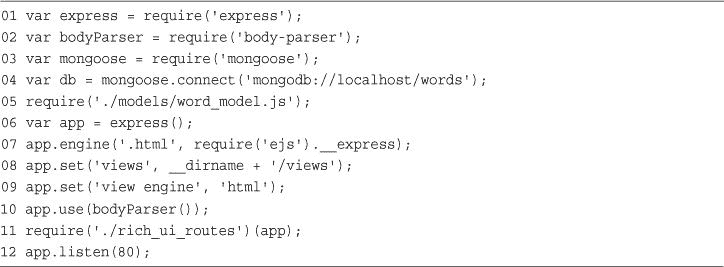 01 var express = require('express');
02 var bodyParser = require('body-parser');
03 var mongoose = require('mongoose');
04 var db = mongoose.connect('mongodb://localhost/words');
05 require('./models/word_model.js');
06 var app = express();
07 app.engine('.html', require('ejs').__express);
08 app.set('views', __dirname + '/views');
09 app.set('view engine', 'html');
10 app.use(bodyParser());
11 require('./rich_ui_routes')(app);
12 app.listen(80);